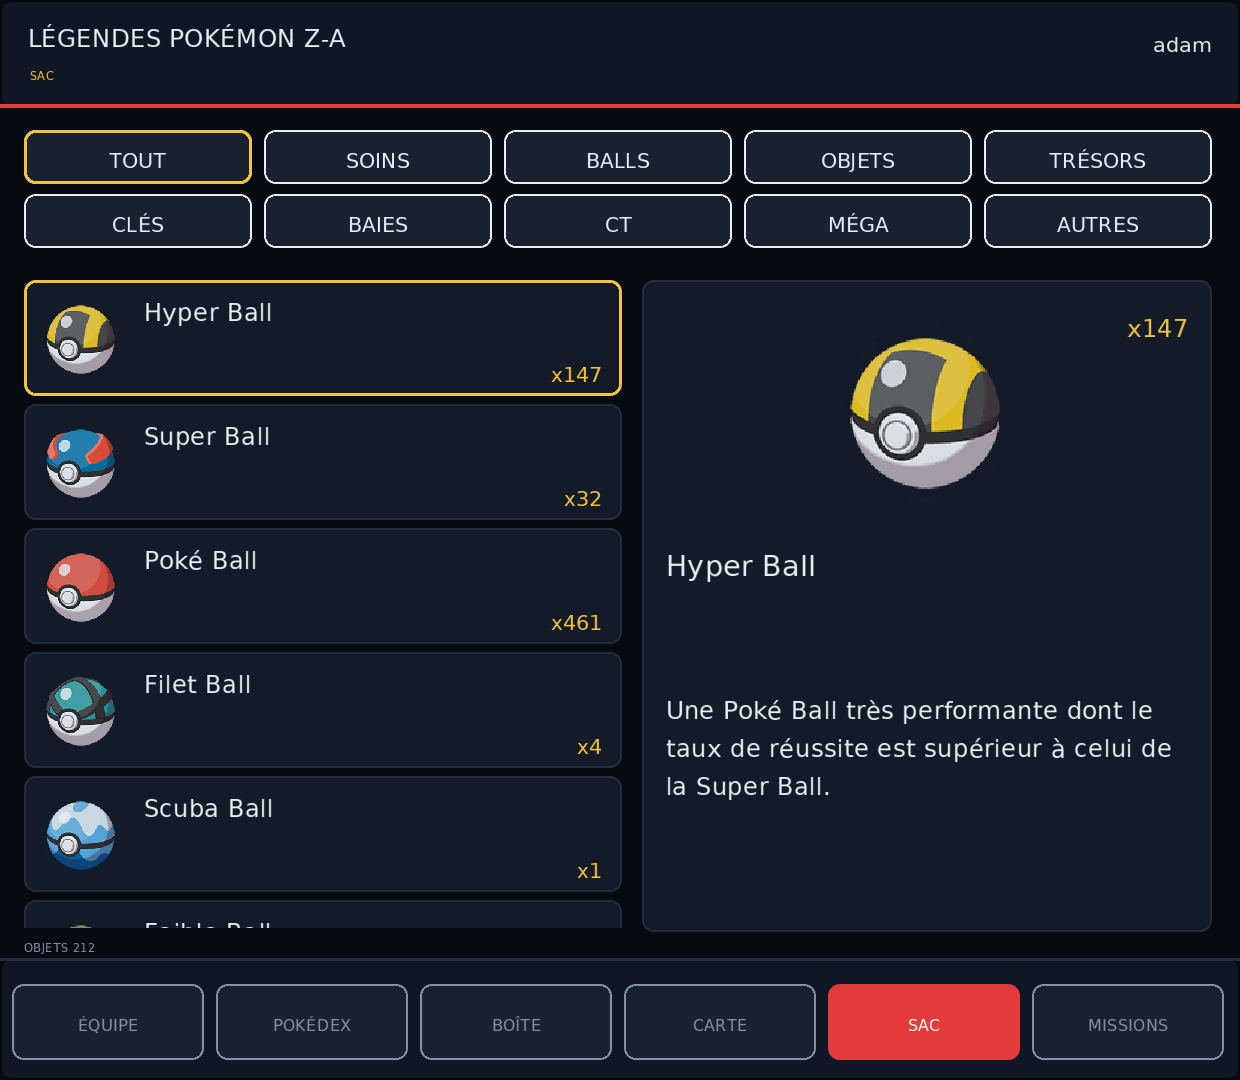 LÉGENDES POKÉMON Z-A
adam
SAC
TOUT
SOINS
BALLS
OBJETS
TRÉSORS
CLÉS
BAIES
CT
MÉGA
AUTRES
Hyper Ball
x147
Super Ball
x32
Poké Ball
x461
Filet Ball
x4
Scuba Ball
x1
x147
Hyper Ball
Une Poké Ball très performante dont le
taux de réussite est supérieur à celui de
la Super Ball.
OBJETS 212
ÉQUIPE
POKÉDEX
BOÎTE
CARTE
SAC
MISSIONS